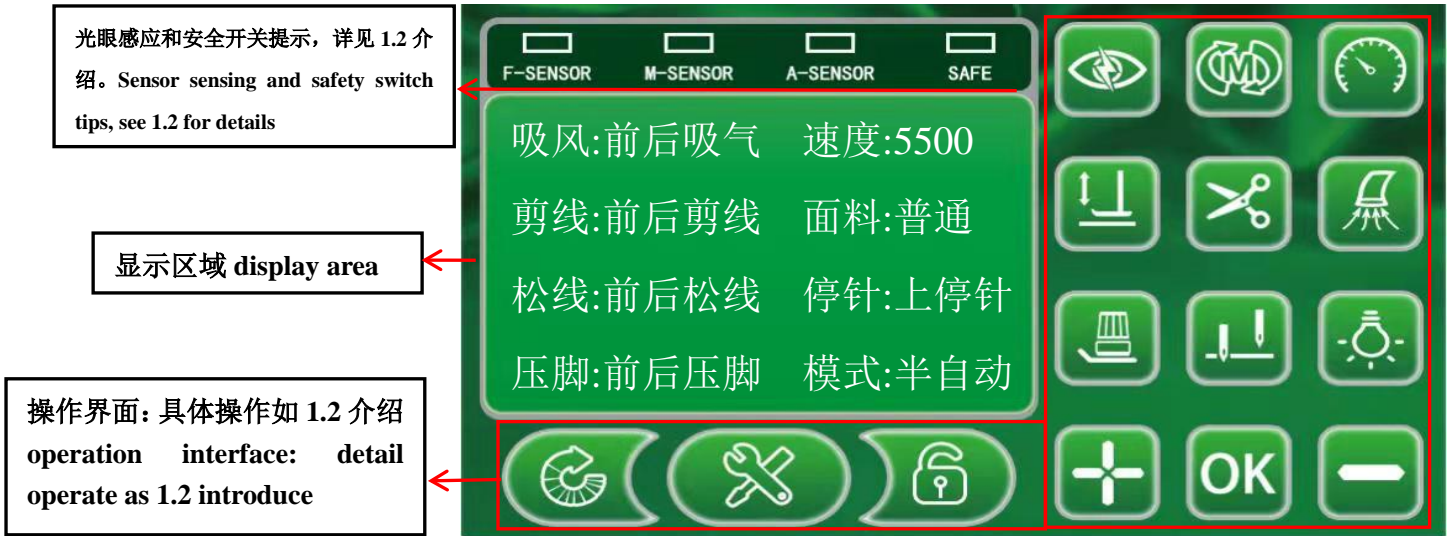 光眼感应和安全开关提示，详见 1.2 介
绍。Sensor sensing and safety switch
tips, see 1.2 for details
显示区域 display area
操作界面：具体操作如 1.2 介绍
operation interface: detail
operate as 1.2 introduce
F-SENSOR M-SENSOR A-SENSOR SAFE
吸风:前后吸气 速度:5500
剪线:前后剪线 面料:普通
松线:前后松线 停针:上停针
压脚:前后压脚 模式:半自动
M
OK